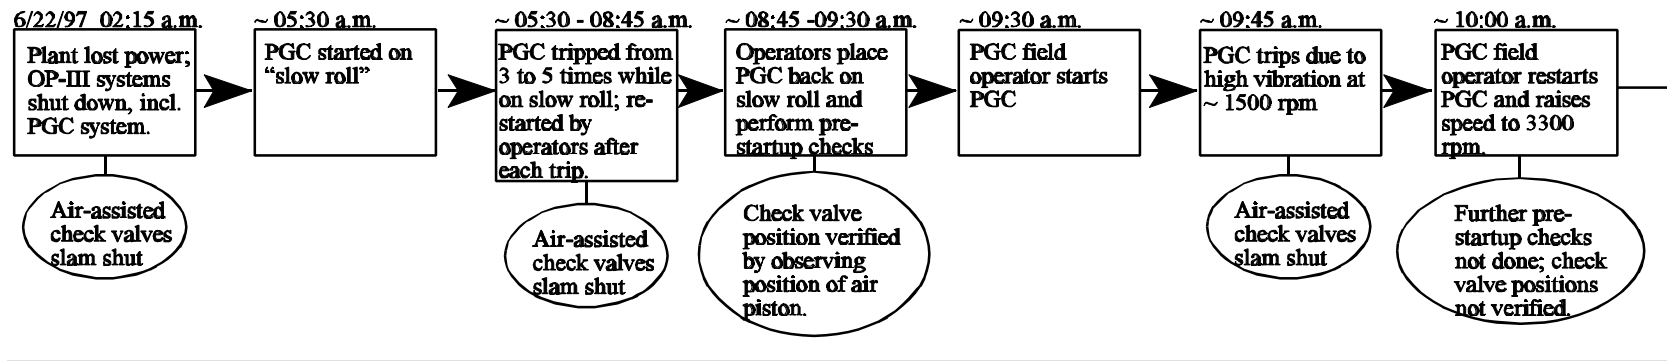 6/22/97 02:15 a.m.
Plant lost power;
OP-III systems
shut down, incl.
PGC system.
Air-assisted
check valves
slam shut
~ 05:30 a.m.
PGC started on
“slow roll”
~ 05:30 - 08:45 a.m.
PGC tripped from
3 to 5 times while
on slow roll; re-
started by
operators after
each trip.
Air-assisted
check valves
slam shut
~ 08:45 -09:30 a.m.
Operators place
PGC back on
slow roll and
perform pre-
startup checks
Check valve
position verified
by observing
position of air
piston.
~ 09:30 a.m.
PGC field
operator starts
PGC
~ 09:45 a.m.
PGC trips due to
high vibration at
~ 1500 rpm
Air-assisted
check valves
slam shut
~ 10:00 a.m.
PGC field
operator restarts
PGC and raises
speed to 3300
rpm.
Further pre-
startup checks
not done; check
valve positions
not verified.